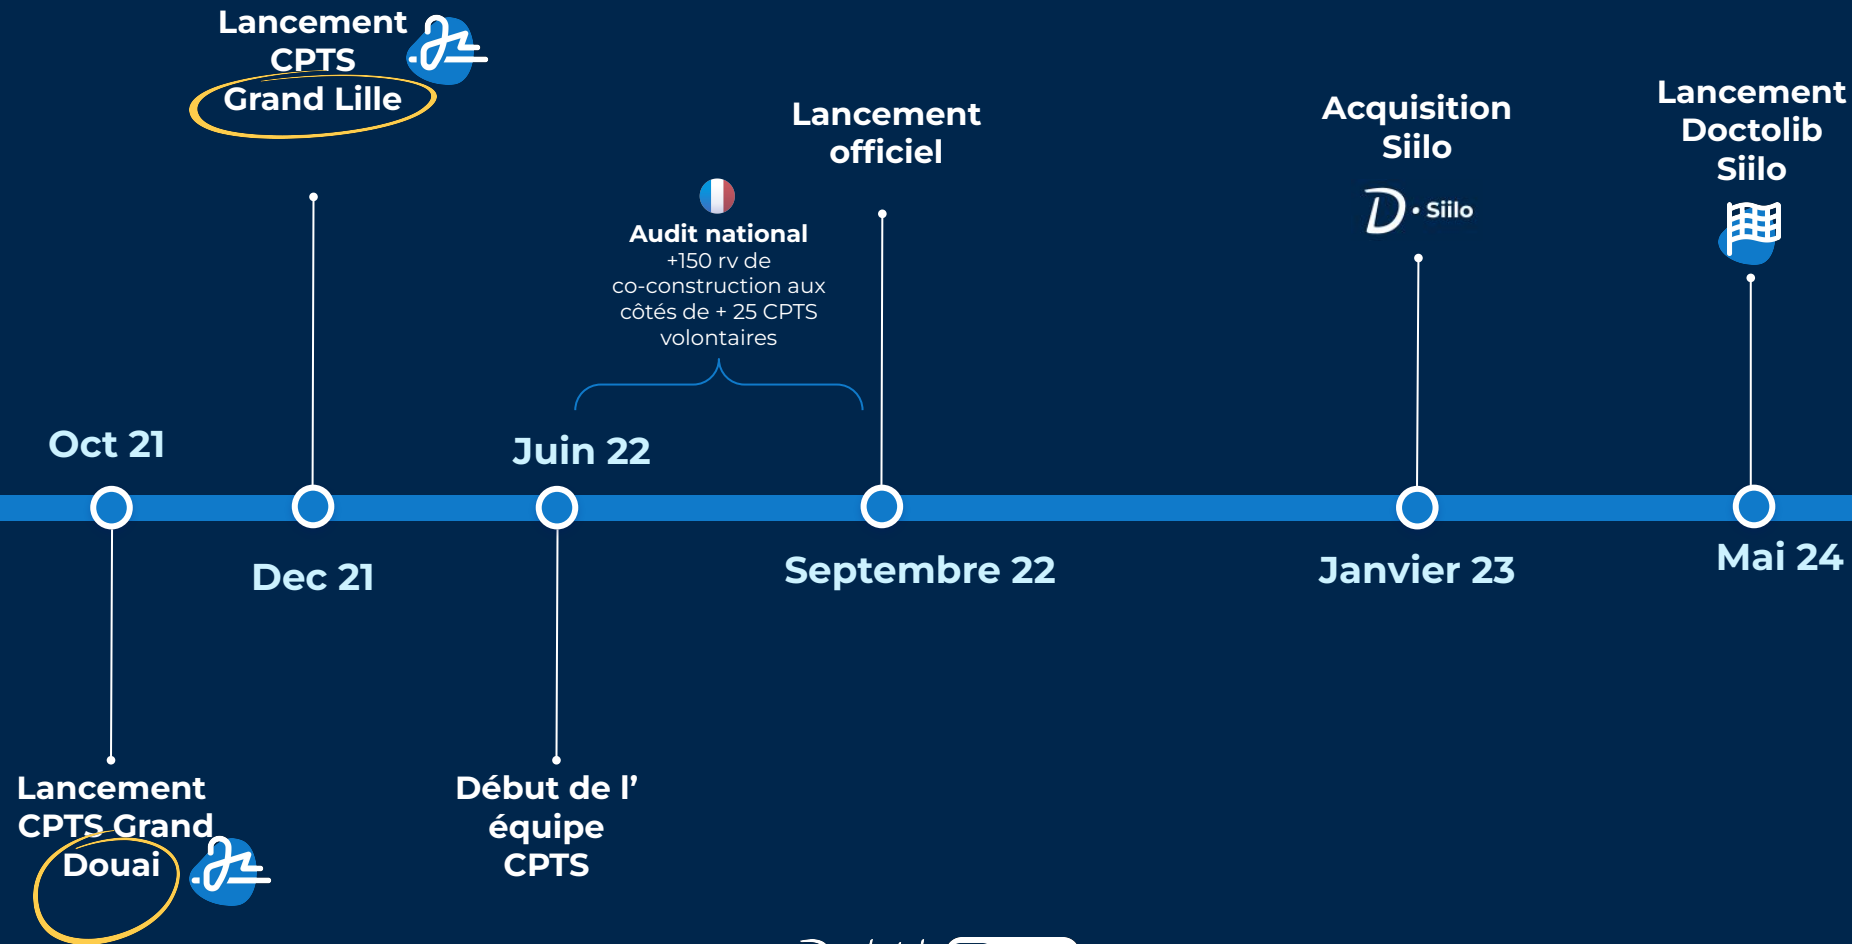 Lancement
CPTS
Grand Lille
Lancement
officiel
Audit national
+150 rv de
co-construction aux
côtés de + 25 CPTS
volontaires
Acquisition
Siilo
D • Siilo
Lancement
Doctolib
Siilo
Oct 21
Dec 21
Juin 22
Septembre 22
Janvier 23
Mai 24
Lancement
CPTS Grand
Douai
Début de l’
équipe
CPTS